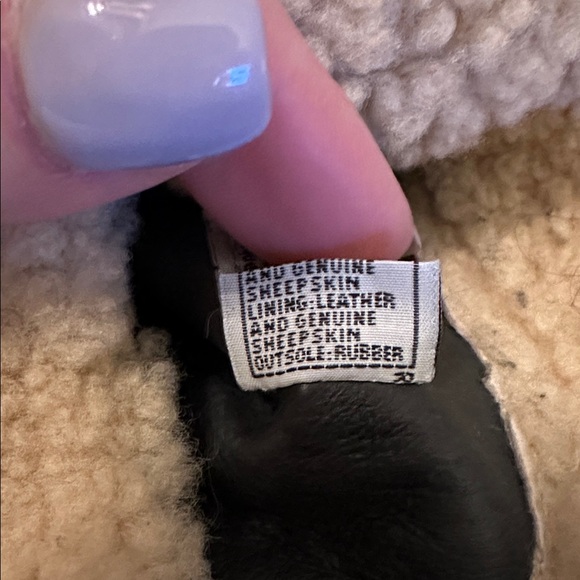 AND GENUINE
SHEEPSKIN
LINING:LEATHER
AND GENUINE
SHEEPSKIN
OUTSOLE:RUBBER